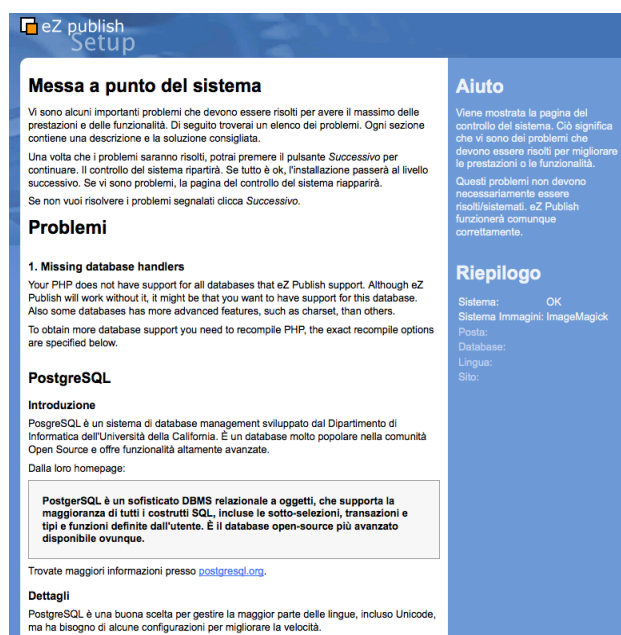 eZ publish
Setup
Messa a punto del sistema
Vi sono alcuni importanti problemi che devono essere risolti per avere il massimo delle
prestazioni e delle funzionalità. Di seguito troverai un elenco dei problemi. Ogni sezione
contiene una descrizione e la soluzione consigliata.
Una volta che i problemi saranno risolti, potrai premere il pulsante Successivo per
continuare. Il controllo del sistema ripartirà. Se tutto è ok, l'installazione passerà al livello
successivo. Se vi sono problemi, la pagina del controllo del sistema riapparirà.
Se non vuoi risolvere i problemi segnalati clicca Successivo.
Problemi
1. Missing database handlers
Your PHP does not have support for all databases that eZ Publish support. Although eZ
Publish will work without it, it might be that you want to have support for this database.
Also some databases has more advanced features, such as charset, than others.
To obtain more database support you need to recompile PHP, the exact recompile options
are specified below.
PostgreSQL
Introduzione
PosgreSQL è un sistema di database management sviluppato dal Dipartimento di
Informatica dell'Università della California. È un database molto popolare nella comunità
Open Source e offre funzionalità altamente avanzate.
Dalla loro homepage:
PostgerSQL è un sofisticato DBMS relazionale a oggetti, che supporta la
maggioranza di tutti i costrutti SQL, incluse le sotto-selezioni, transazioni e
tipi e funzioni definite dall'utente. È il database open-source più avanzato
disponibile ovunque.
Trovate maggiori informazioni presso postgresql.org.
Dettagli
PostgreSQL è una buona scelta per gestire la maggior parte delle lingue, incluso Unicode,
ma ha bisogno di alcune configurazioni per migliorare la velocità.
Aiuto
Viene mostrata la pagina del
controllo del sistema. Ciò significa
che vi sono dei problemi che
devono essere risolti per migliorare
le prestazioni o le funzionalità.
Questi problemi non devono
necessariamente essere
risolti/sistemati. eZ Publish
funzionerà comunque
correttamente.
Riepilogo
Sistema: OK
Sistema Immagini: ImageMagick
Posta:
Database:
Lingua:
Sito: